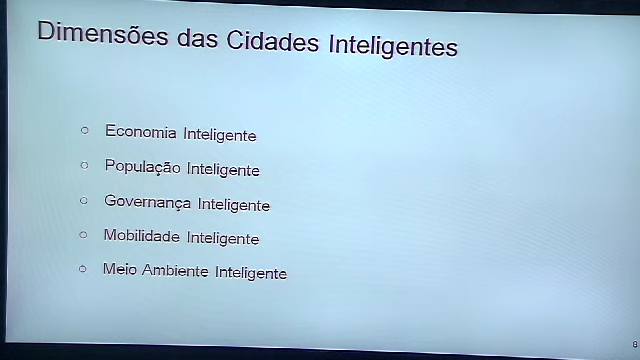 Dimensões das Cidades Inteligentes
○ Economia Inteligente
○ População Inteligente
○ Governança Inteligente
○ Mobilidade Inteligente
○ Meio Ambiente Inteligente
8